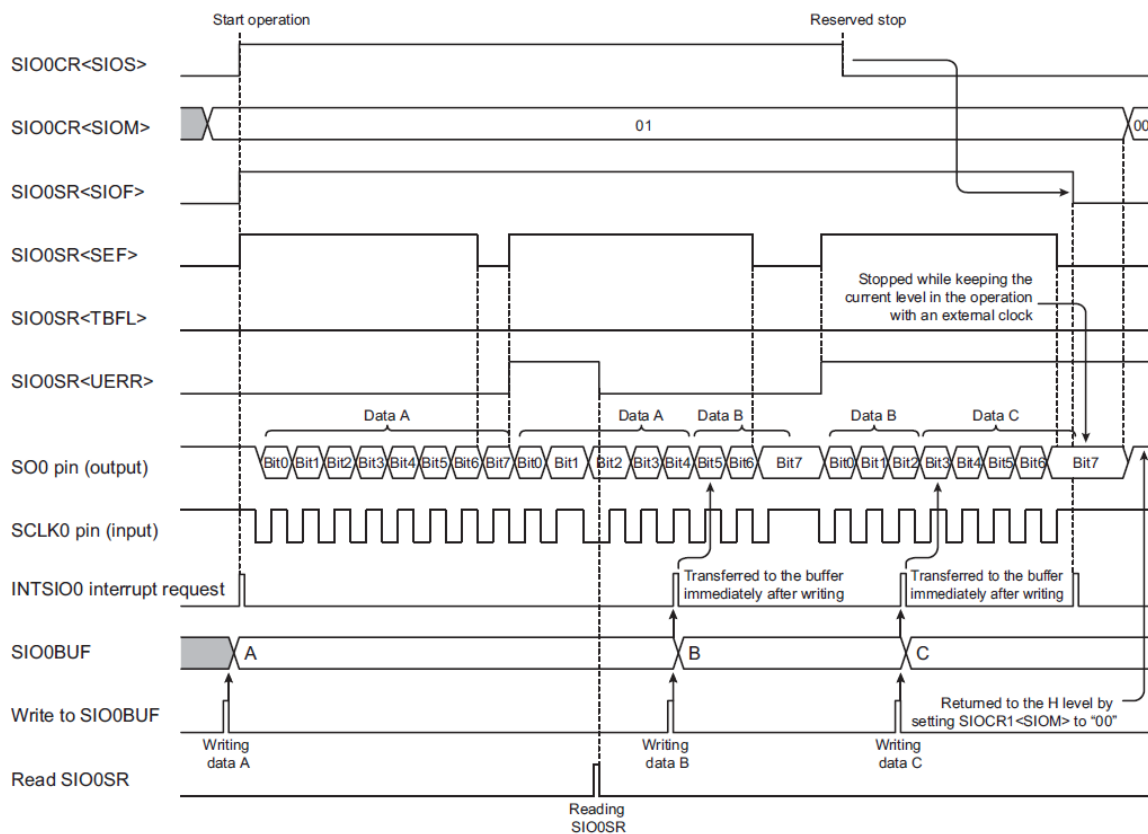 Start operation
Reserved stop
SIO0CR<SIOS>
SIO0CR<SIOM>
01
00
SIO0SR<SIOF>
SIO0SR<SEF>
Stopped while keeping the
current level in the operation
with an external clock
SIO0SR<TBFL>
SIO0SR<UERR>
Data A
Data A
Data B
Data B
Data C
SO0 pin (output)
Bit0 Bit1 Bit2 Bit3 Bit4 Bit5 Bit6 Bit7 Bit0 Bit1 Bit2 Bit3 Bit4 Bit5 Bit6 Bit7 Bit0 Bit1 Bit2 Bit3 Bit4 Bit5 Bit6 Bit7
SCLK0 pin (input)
INTSIO0 interrupt request
Transferred to the buffer
immediately after writing
Transferred to the buffer
immediately after writing
SIO0BUF
A
B
C
Write to SIO0BUF
Returned to the H level by
setting SIOCR1<SIOM> to “00”
Writing
data A
Writing
data B
Writing
data C
Read SIO0SR
Reading
SIO0SR